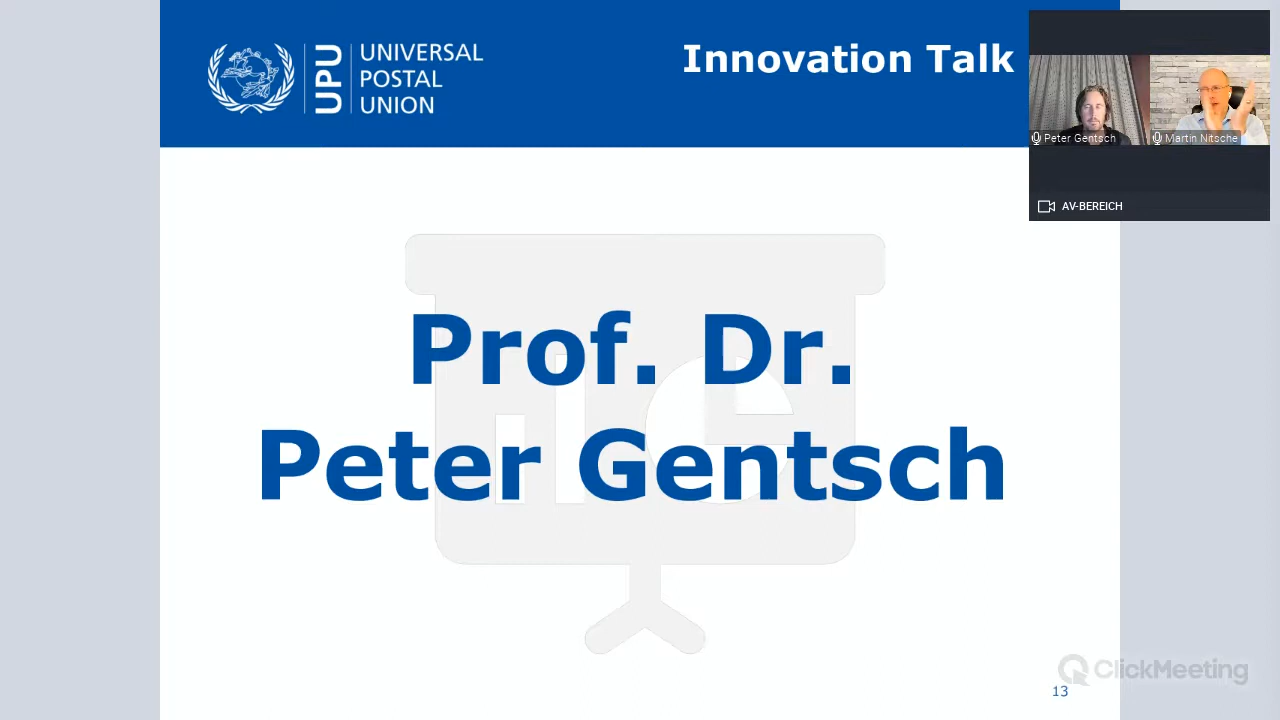 UPU
UNIVERSAL
POSTAL
UNION
Innovation Talk
Peter Gentsch
Martin Nitsche
AV-BEREICH
Prof. Dr.
Peter Gentsch
ClickMeeting
13